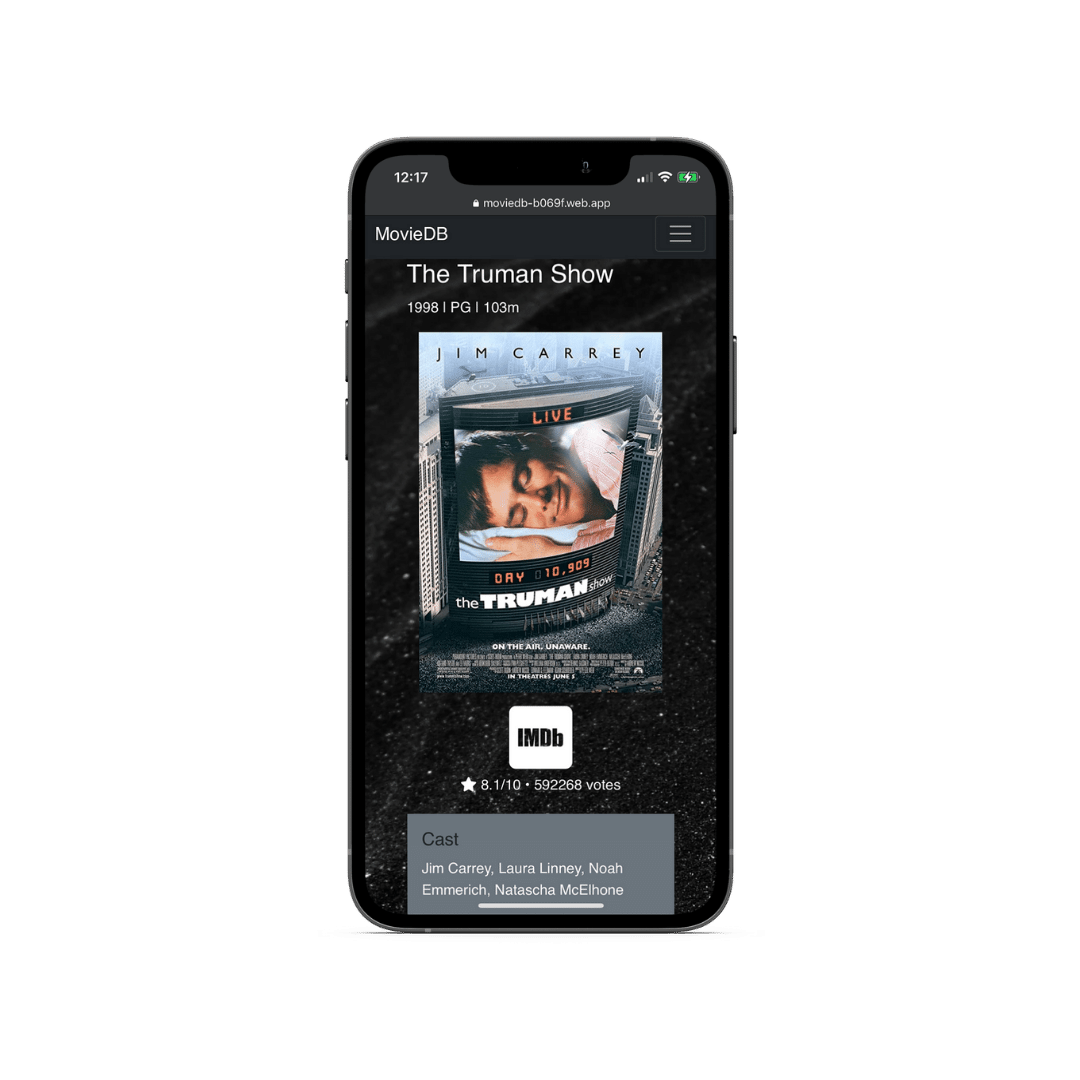 12:17
moviedb-b069f.web.app
MovieDB
The Truman Show
1998 | PG | 103m
JIM CARREY
LIVE
DAY 10,909
the TRUMAN show
ON THE AIR. UNAWARE.
IN THEATRES JUNE 5
IMDb
8.1/10 • 592268 votes
Cast
Jim Carrey, Laura Linney, Noah
Emmerich, Natascha McElhone